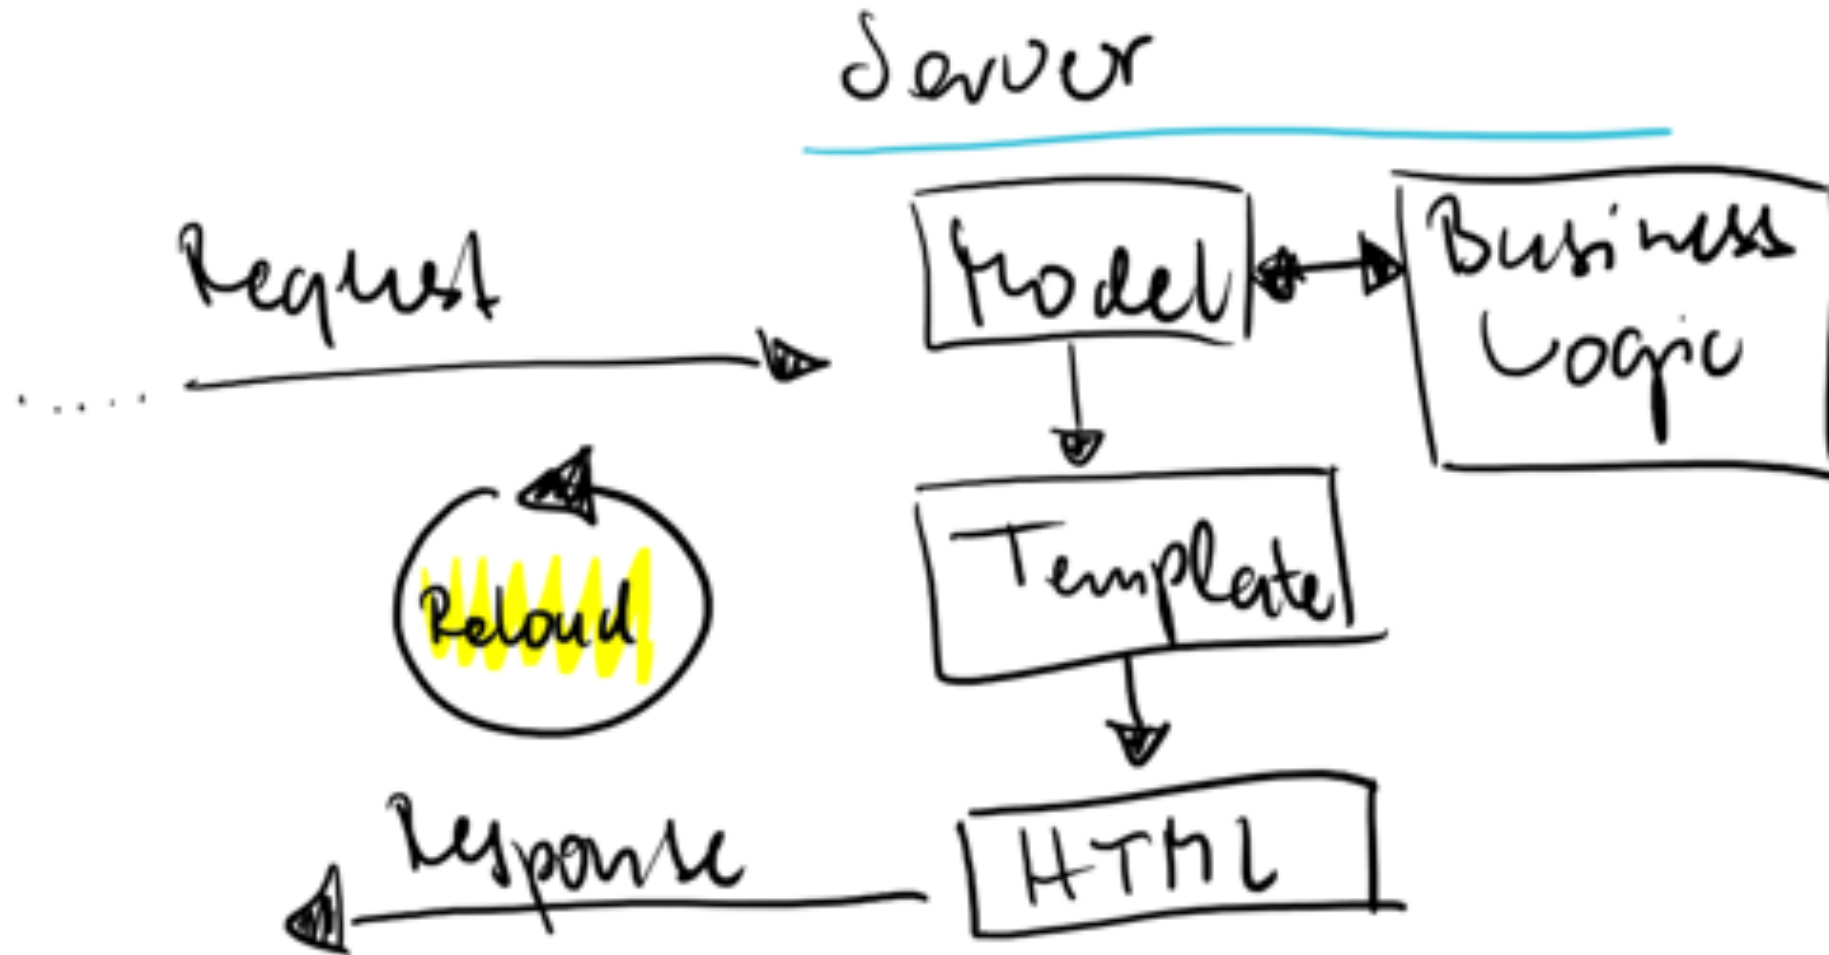 Server
Request
Model
Business
Logic
Reload
Template
Response
HTML